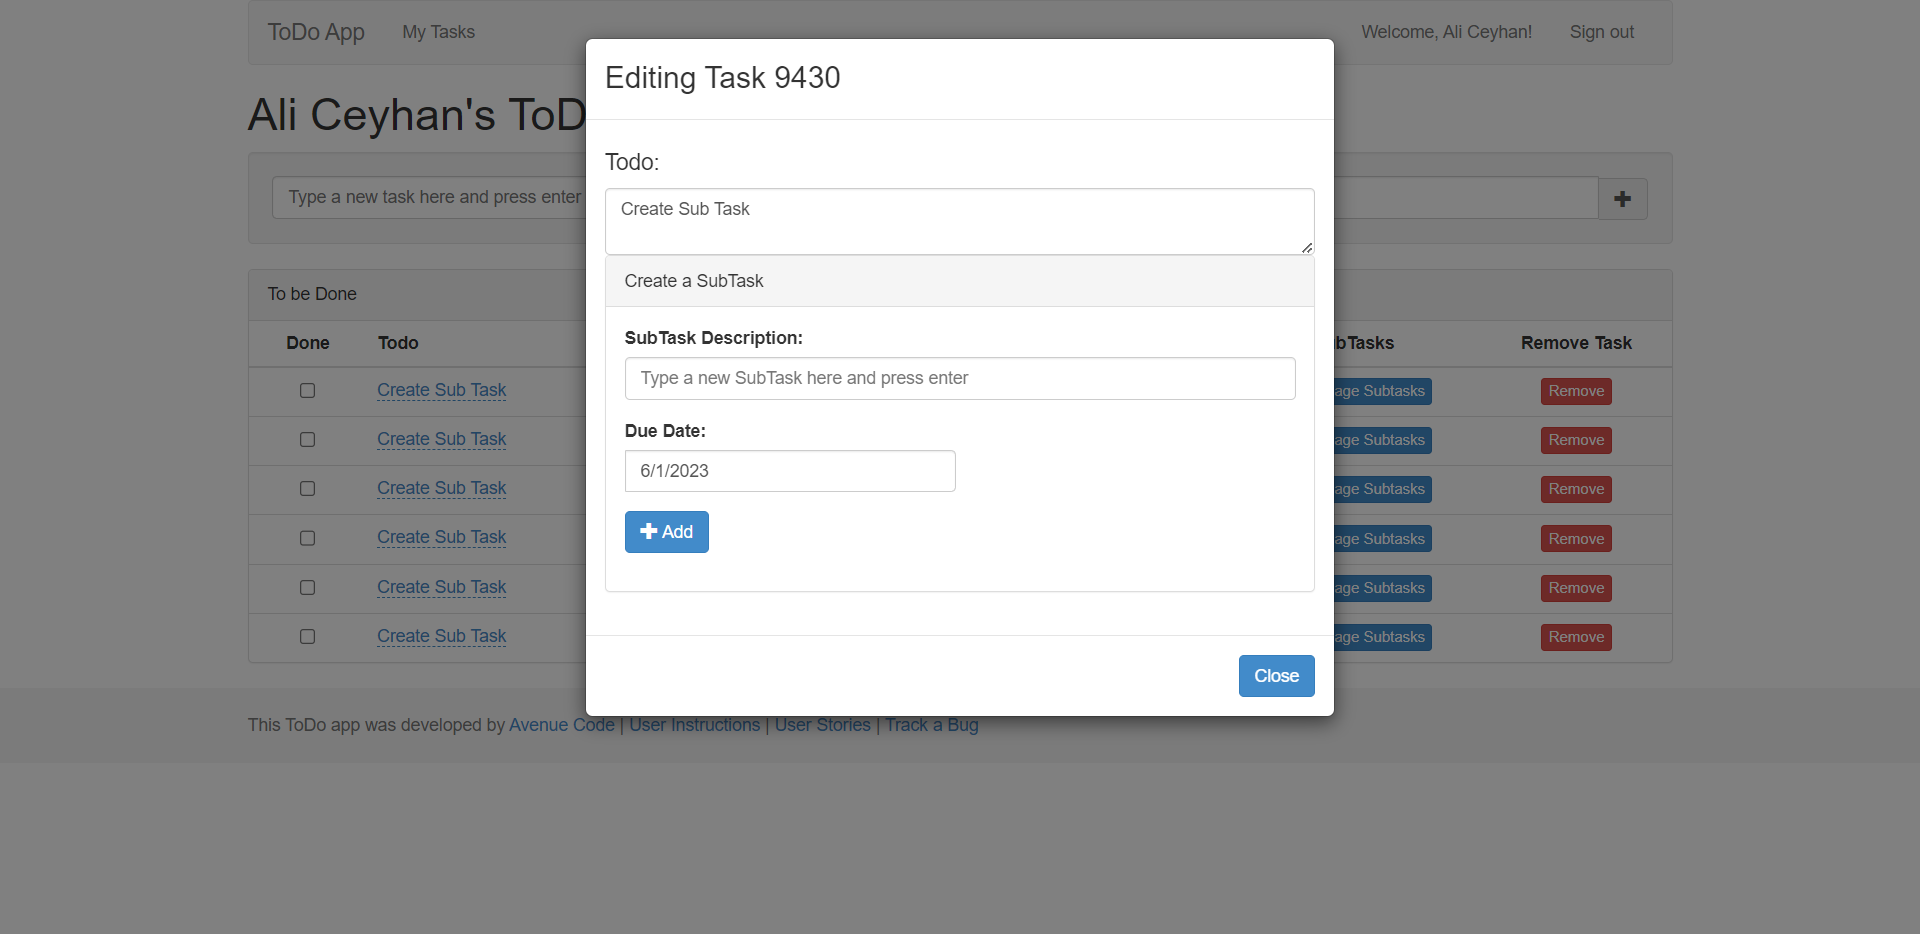 ToDo App My Tasks Welcome, Ali Ceyhan! Sign out
Editing Task 9430
Ali Ceyhan's ToD
Todo:
Type a new task here and press enter
Create Sub Task
Create a SubTask
To be Done
SubTask Description:
Done Todo bTasks Remove Task
Type a new SubTask here and press enter
Create Sub Task age Subtasks Remove
Due Date:
Create Sub Task age Subtasks Remove
6/1/2023
Create Sub Task age Subtasks Remove
Add
Create Sub Task age Subtasks Remove
Create Sub Task age Subtasks Remove
Create Sub Task age Subtasks Remove
Close
This ToDo app was developed by Avenue Code | User Instructions | User Stories | Track a Bug